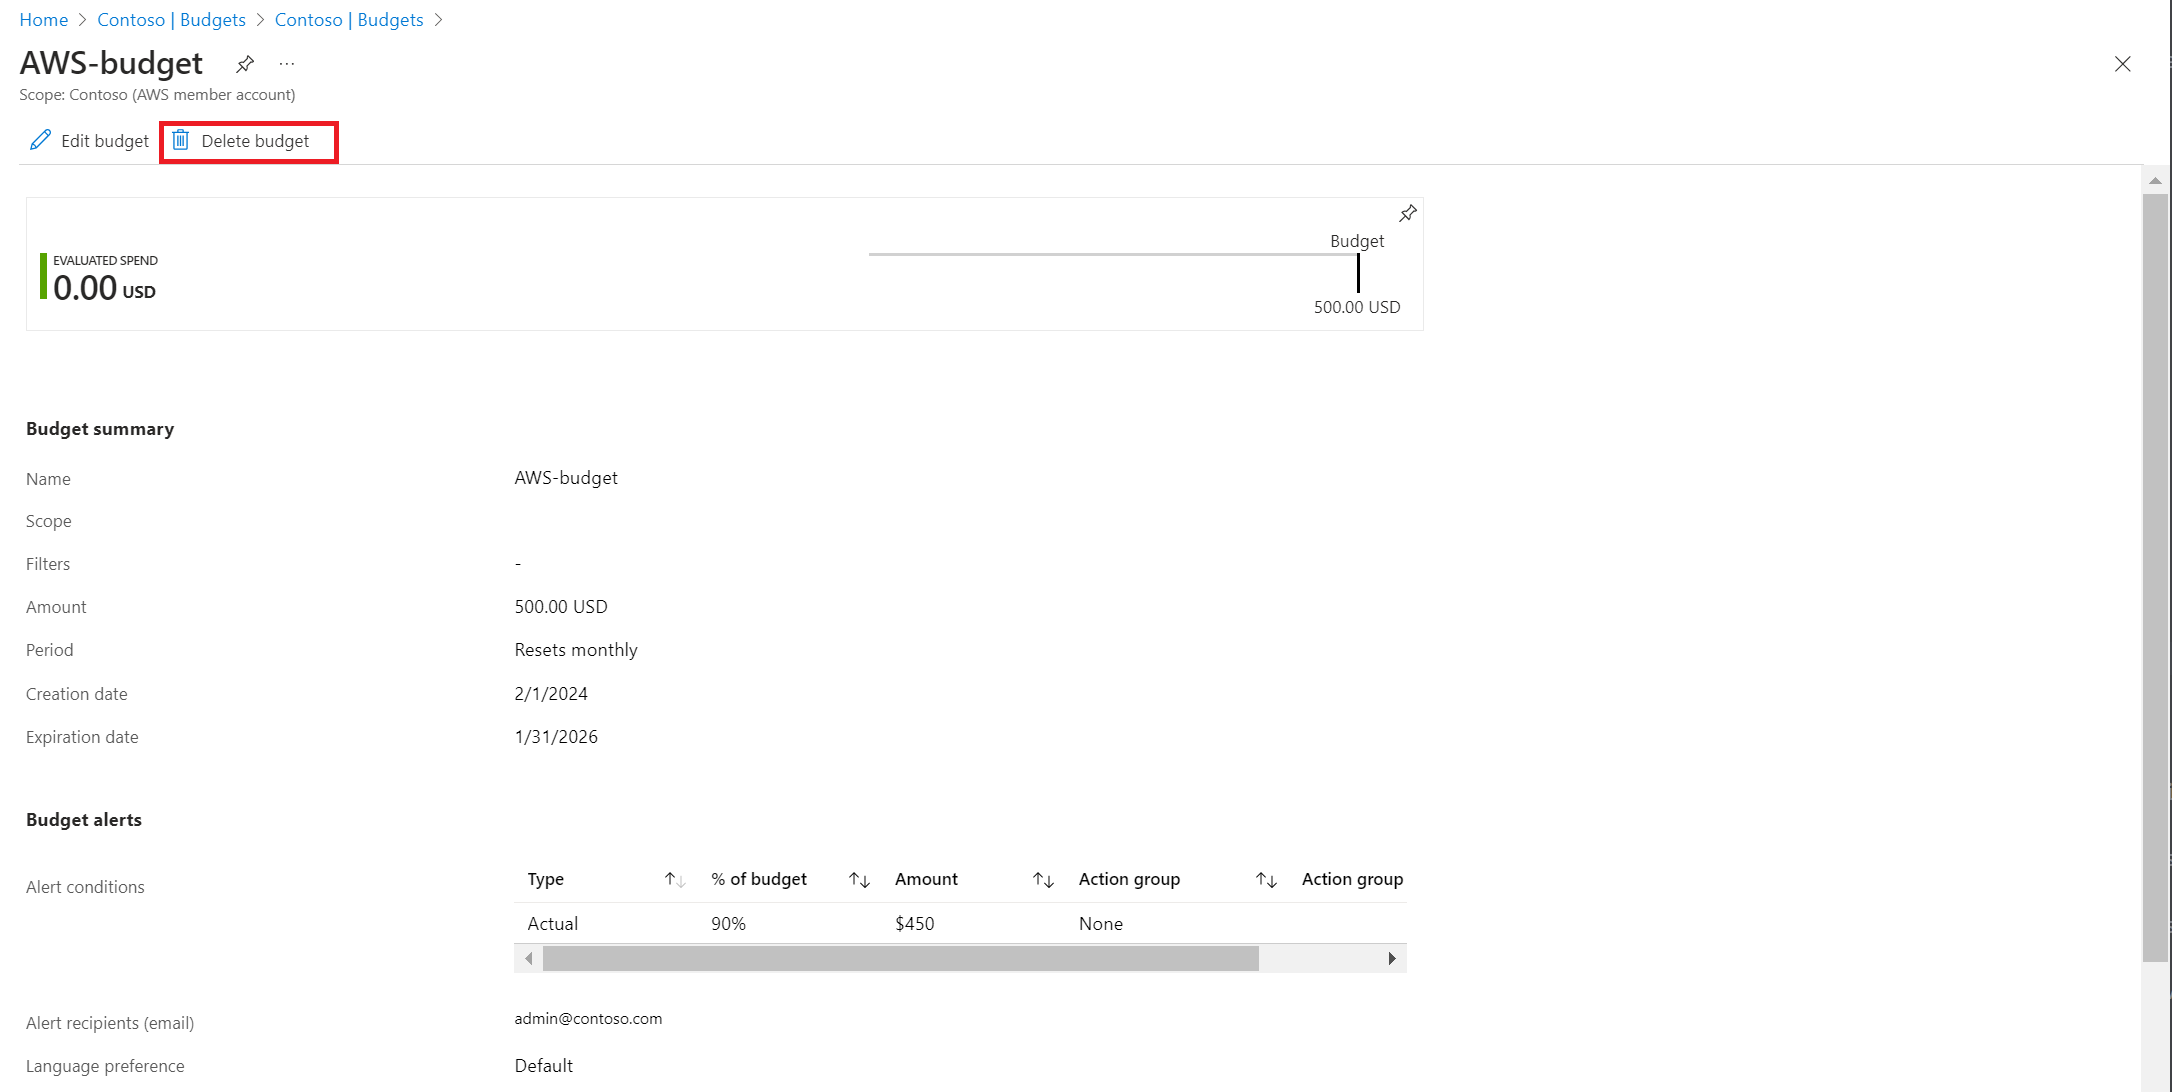 Home > Contoso | Budgets > Contoso | Budgets >
AWS-budget ...
Scope: Contoso (AWS member account)
Edit budget Delete budget
Budget
EVALUATED SPEND
0.00 USD
500.00 USD
Budget summary
Name AWS-budget
Scope
Filters -
Amount 500.00 USD
Period Resets monthly
Creation date 2/1/2024
Expiration date 1/31/2026
Budget alerts
Type % of budget Amount Action group Action group
Alert conditions
Actual 90% $450 None
Alert recipients (email) admin@contoso.com
Language preference Default